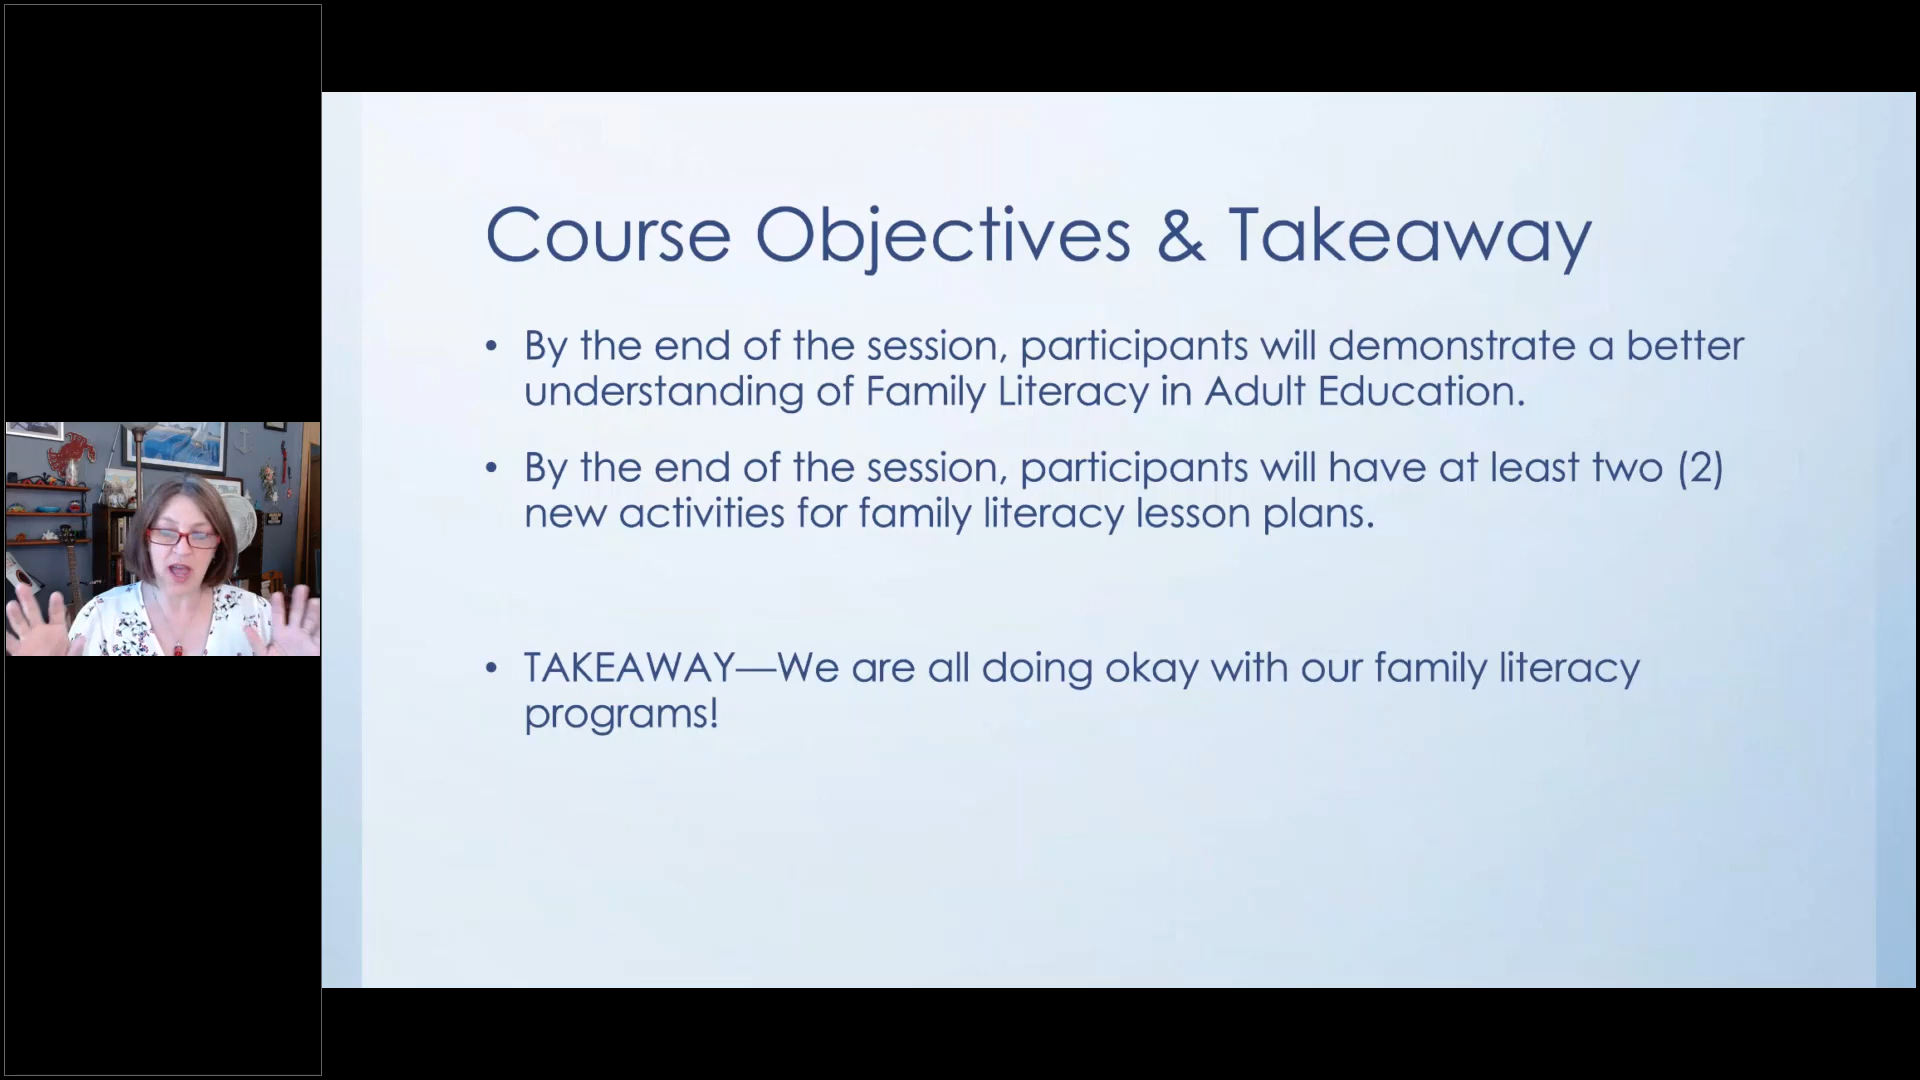 Course Objectives & Takeaway
• By the end of the session, participants will demonstrate a better
understanding of Family Literacy in Adult Education.
• By the end of the session, participants will have at least two (2)
new activities for family literacy lesson plans.
• TAKEAWAY—We are all doing okay with our family literacy
programs!